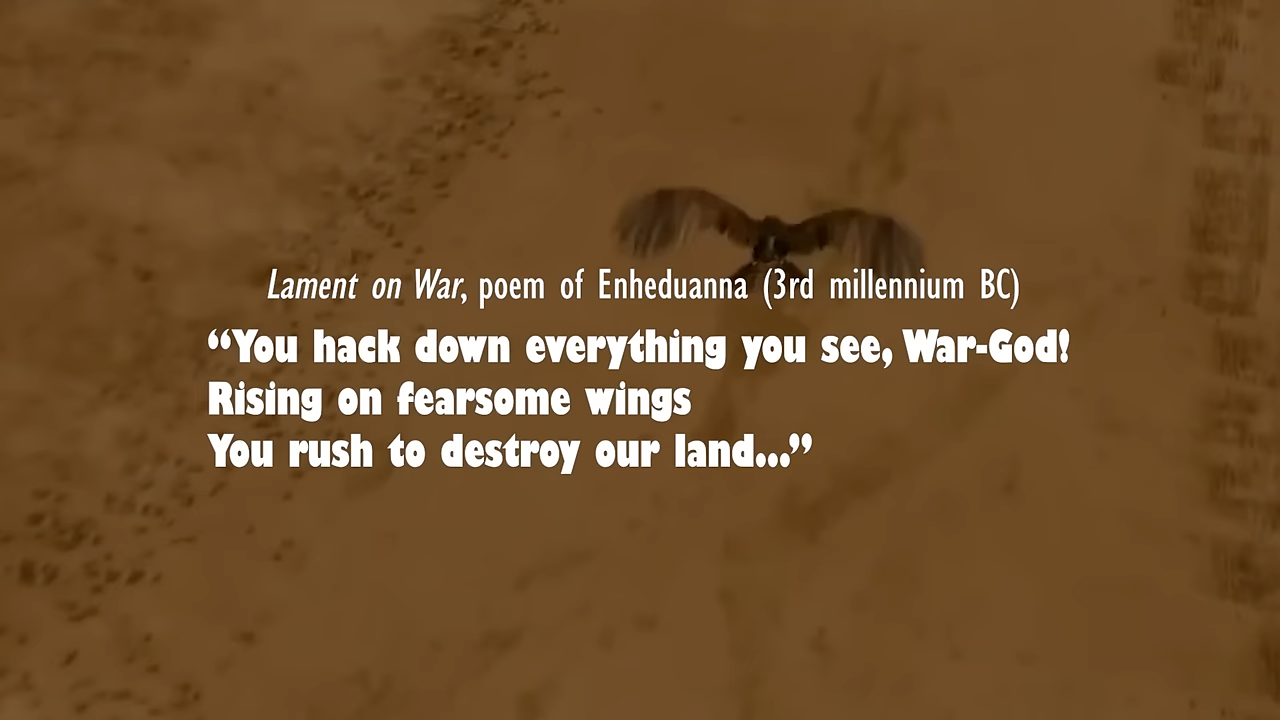 Lament on War, poem of Enheduanna (3rd millennium BC)
“You hack down everything you see, War-God!
Rising on fearsome wings
You rush to destroy our land...”